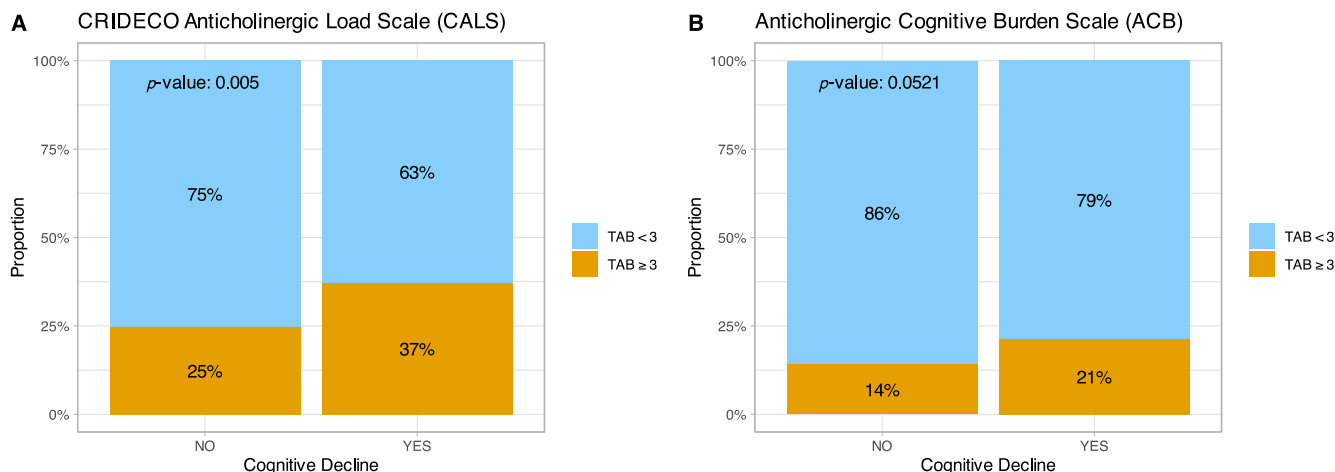 A
CRIDECO Anticholinergic Load Scale (CALS)
100%
75%
50%
25%
0%
Proportion
p-value: 0.005
75%
25%
63%
37%
NO
YES
Cognitive Decline
TAB < 3
TAB ≥ 3
B
Anticholinergic Cognitive Burden Scale (ACB)
100%
75%
50%
25%
0%
Proportion
p-value: 0.0521
86%
14%
79%
21%
NO
YES
Cognitive Decline
TAB < 3
TAB ≥ 3